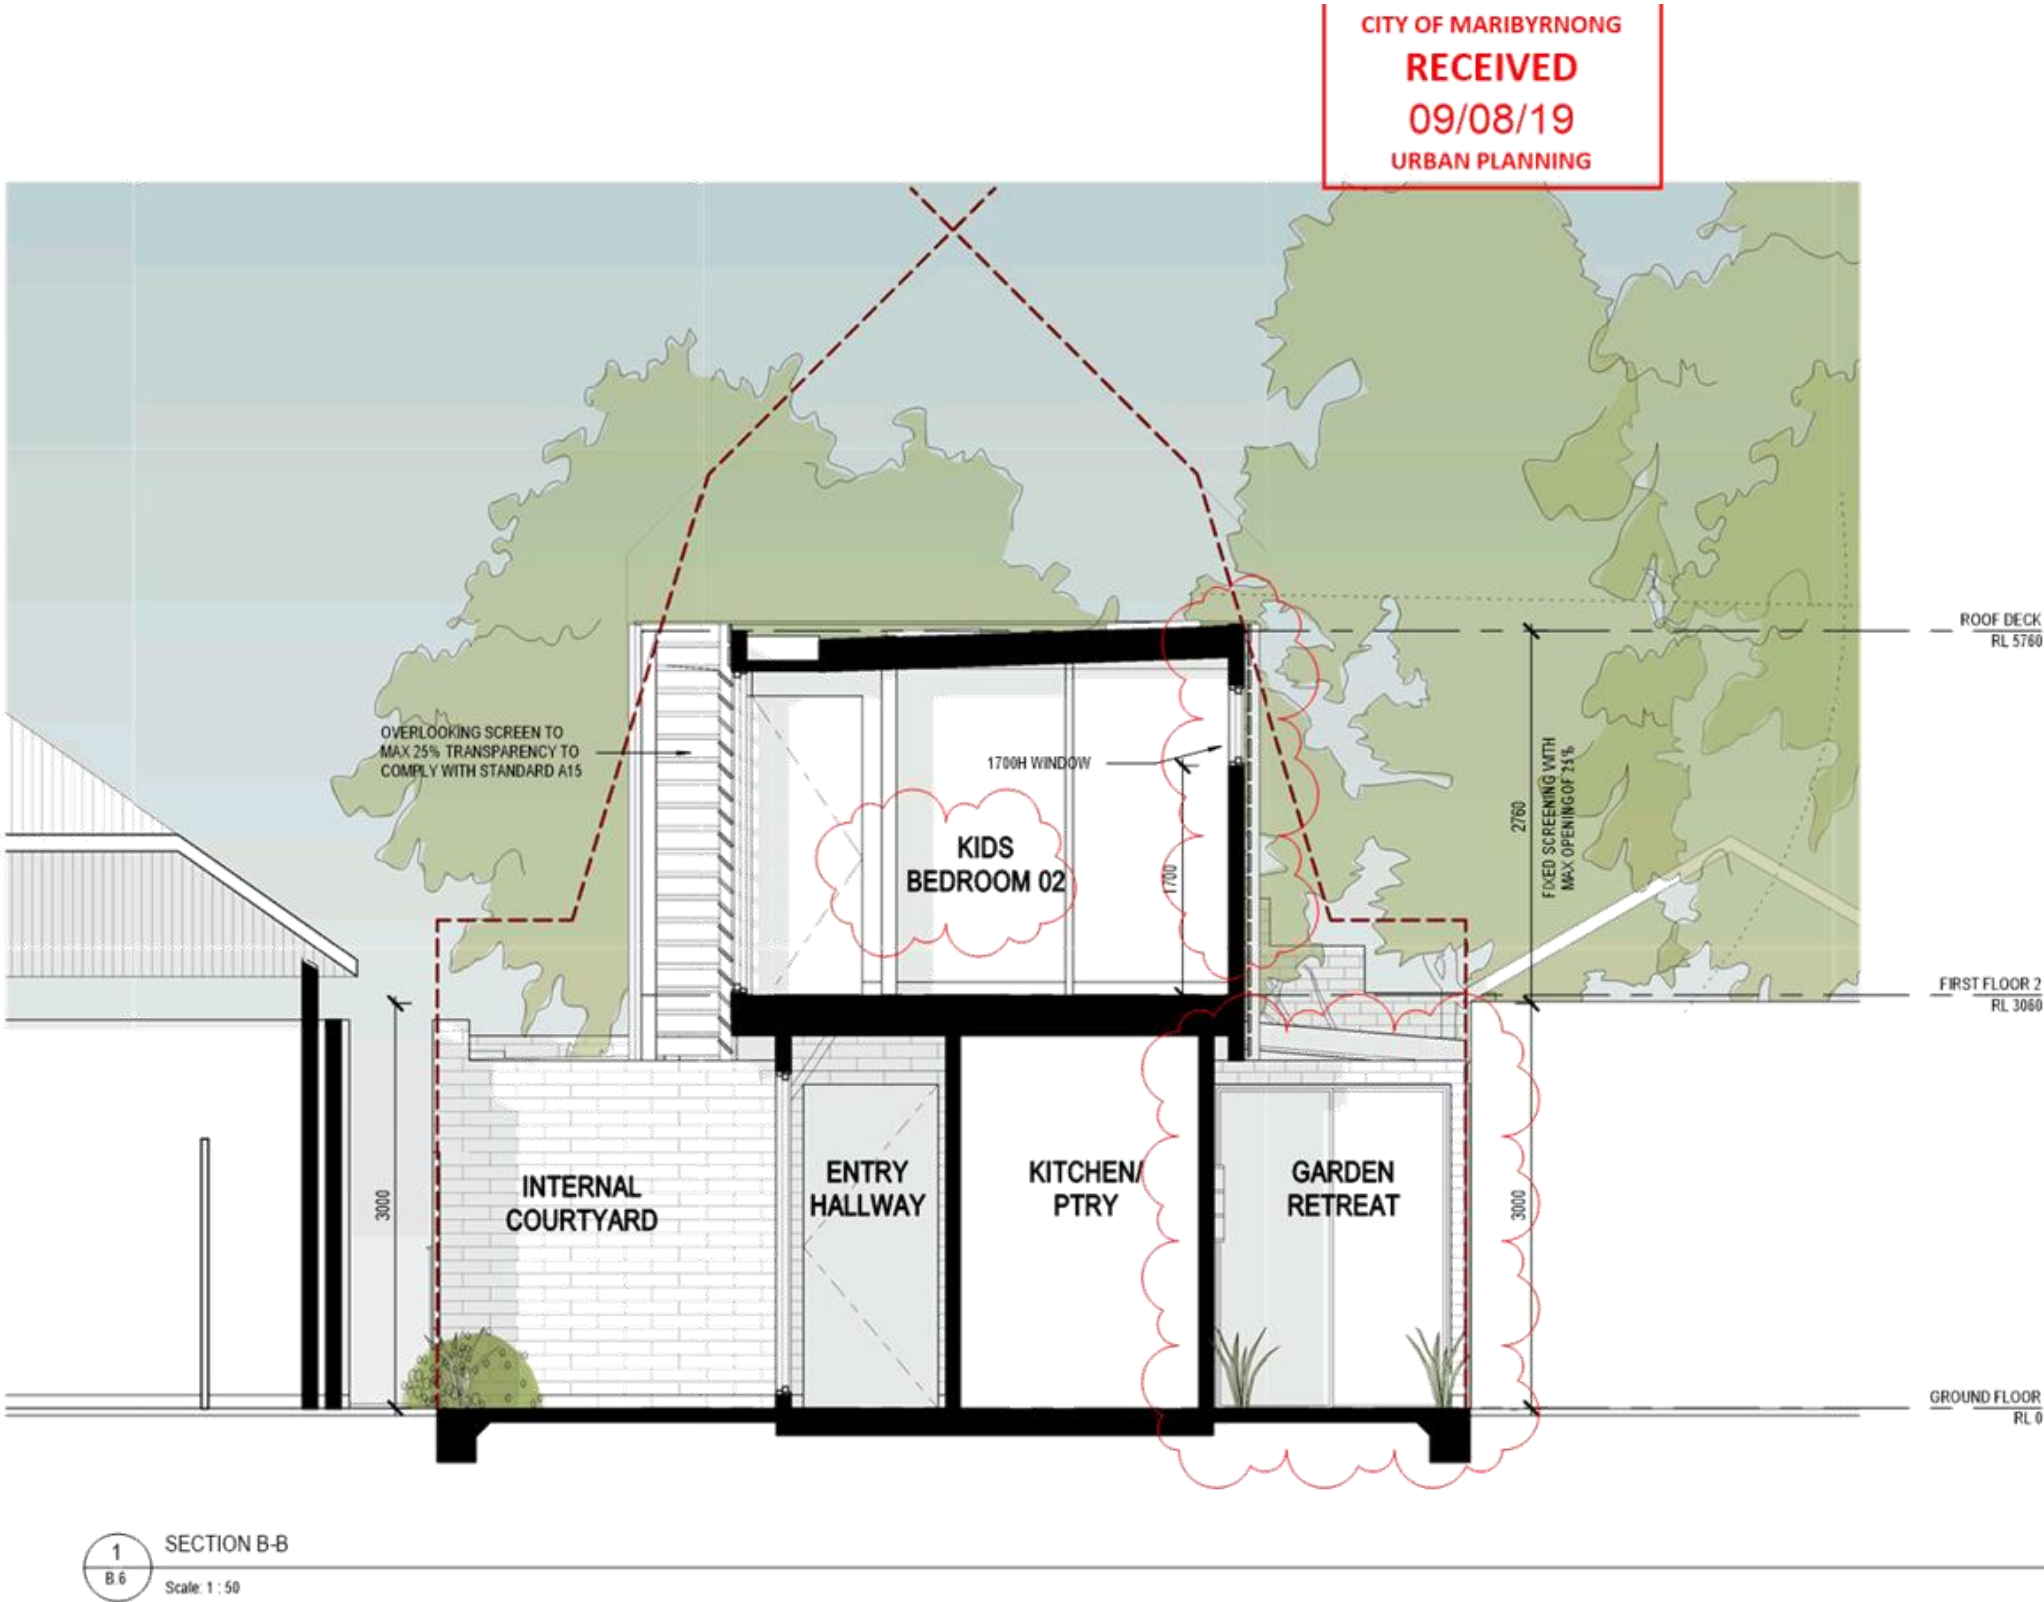 CITY OF MARIBYRNONG
RECEIVED
09/08/19
URBAN PLANNING
ROOF DECK
RL 5760
OVERLOOKING SCREEN TO
MAX 25% TRANSPARENCY TO
COMPLY WITH STANDARD A15
1700H WINDOW
KIDS
BEDROOM 02
1700
2760
FIXED SCREENING WITH
MAX OPENING OF 25%
FIRST FLOOR 2
RL 3060
3000
INTERNAL
COURTYARD
ENTRY
HALLWAY
KITCHEN/
PTRY
GARDEN
RETREAT
3000
GROUND FLOOR
RL 0
1
B.6
SECTION B-B
Scale: 1 : 50